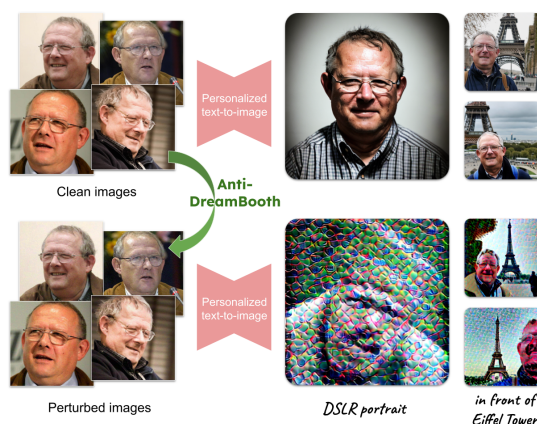 Personalized
text-to-image
Clean images
Anti-
DreamBooth
Personalized
text-to-image
Perturbed images
DSLR portrait
in front of
Eiffel Tower